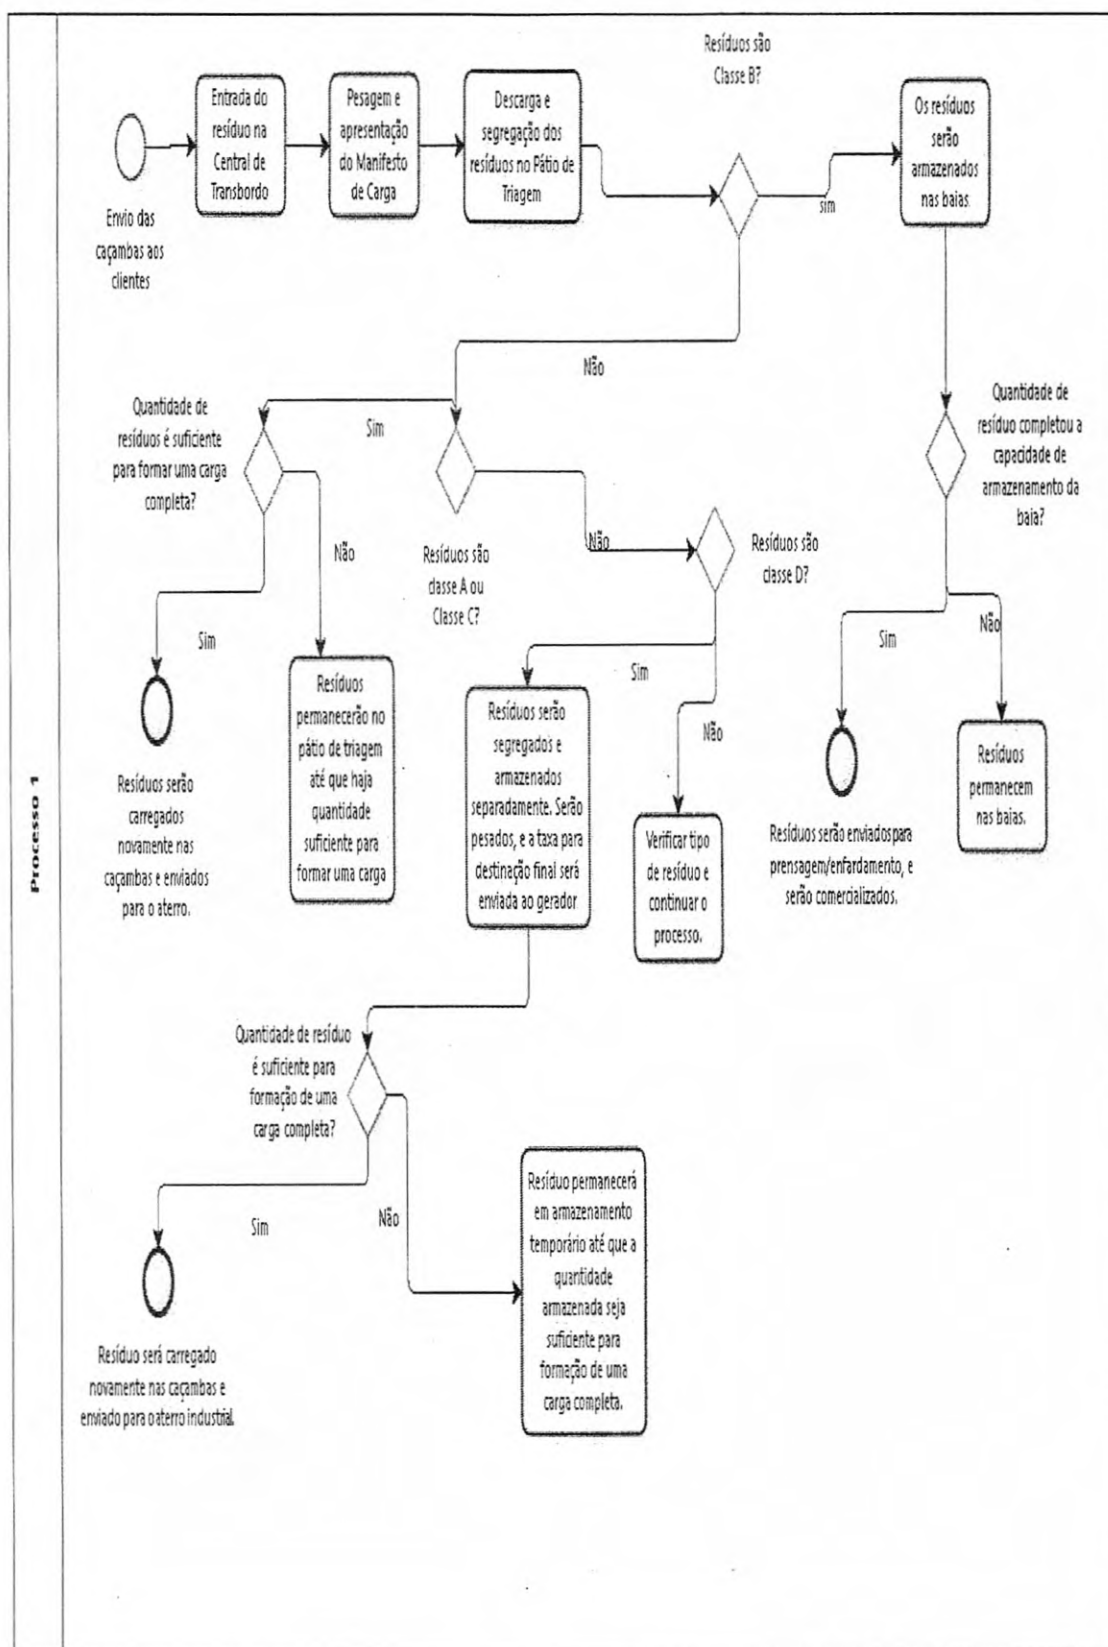 Processo 1
Envio das
caçambas aos
clientes
Entrada do
resíduo na
Central de
Transbordo
Pesagem e
apresentação
do Manifesto
de Carga
Descarga e
segregação dos
resíduos no Pátio de
Triagem
Resíduos são
Classe B?
sim
Os resíduos
serão
armazenados
nas baias.
Não
Quantidade de
resíduos é suficiente
para formar uma carga
completa?
Sim
Resíduos são
classe A ou
Classe C?
Não
Resíduos são
classe D?
Quantidade de
resíduo completou a
capacidade de
armazenamento da
baia?
Não
Sim
Sim
Não
Sim
Não
Resíduos serão
carregados
novamente nas
caçambas e enviados
para o aterro.
Resíduos
permanecerão no
pátio de triagem
até que haja
quantidade
suficiente para
formar uma carga
Resíduos serão
segregados e
armazenados
separadamente. Serão
pesados, e a taxa para
destinação final será
enviada ao gerador
Verificar tipo
de resíduo e
continuar o
processo.
Resíduos serão enviados para
prensagem/enfardamento, e
serão comercializados.
Resíduos
permanecem
nas baias.
Quantidade de resíduo
é suficiente para
formação de uma
carga completa?
Sim
Não
Resíduo será carregado
novamente nas caçambas e
enviado para o aterro industrial.
Resíduo permanecerá
em armazenamento
temporário até que a
quantidade
armazenada seja
suficiente para
formação de uma
carga completa.